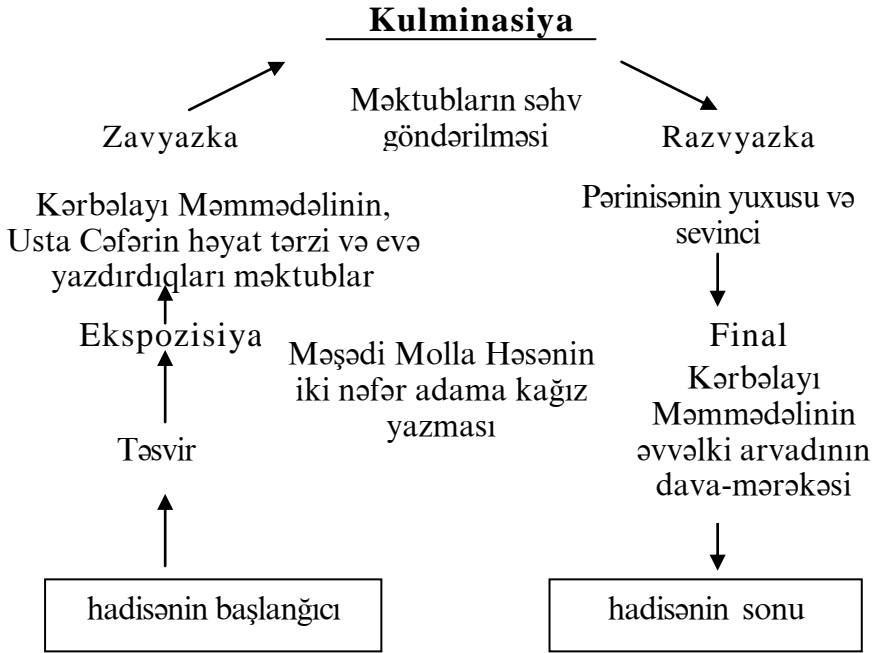 Kulminasiya
Məktubların səhv
göndərilməsi
Zavyazka
Razvyazka
Kərbəlayı Məmmədəlinin,
Usta Cəfərin həyat tərzi və evə
yazdırdıqları məktublar
Pərinisənin yuxusu və
sevinci
Ekspozisiya
Final
Məşədi Molla Həsənin
iki nəfər adama kağız
yazması
Kərbəlayı
Məmmədəlinin
əvvəlki arvadının
dava-mərəkəsi
Təsvir
hadisənin başlanğıcı
hadisənin sonu